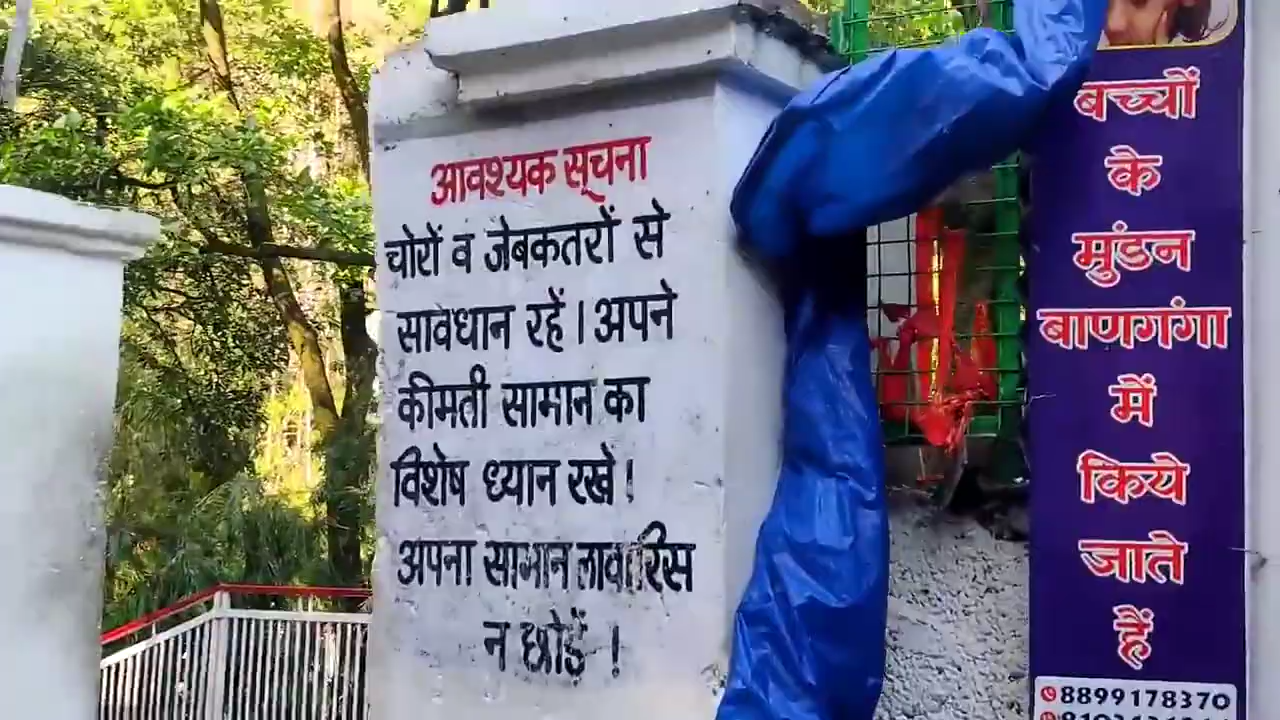 आवश्यक सूचना
चोरों व जेबकतरों से
सावधान रहें । अपने
कीमती सामान का
विशेष ध्यान रखें ।
अपना सामान लावारिस
न छोड़ें !
बच्चों
के
मुंडन
बाणगंगा
में
किये
जाते
हैं
8899178370